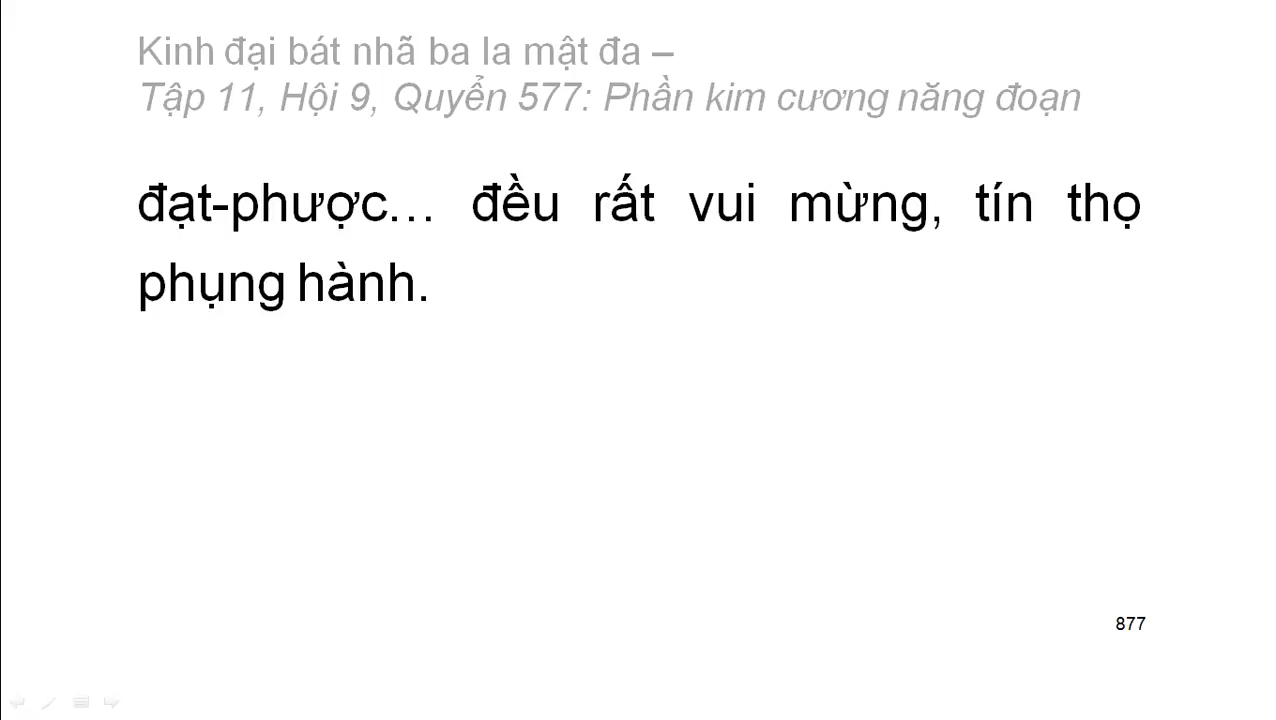 Kinh đại bát nhã ba la mật đa –
Tập 11, Hội 9, Quyển 577: Phần kim cương năng đoạn
đạt-phược… đều rất vui mừng, tín thọ
phụng hành.
877